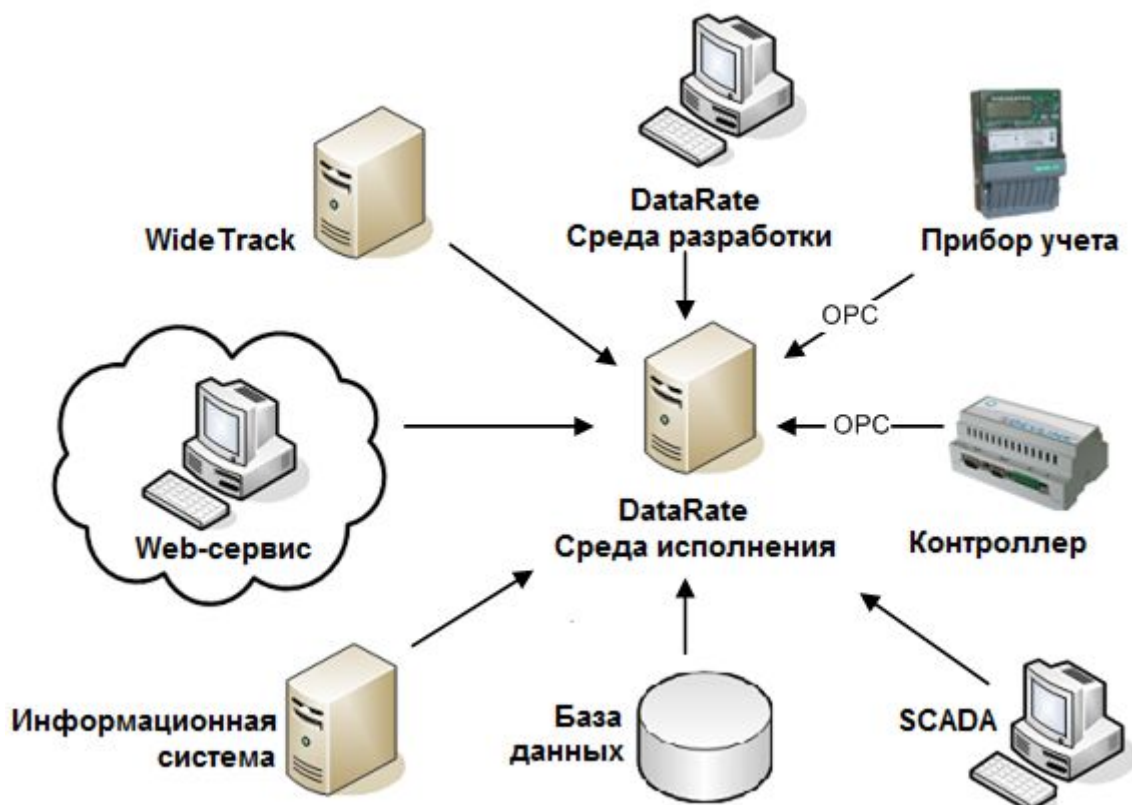 DataRate
Среда разработки
WideTrack
Прибор учета
OPC
OPC
Web-сервис
DataRate
Среда исполнения
Контроллер
Информационная
система
База
данных
SCADA